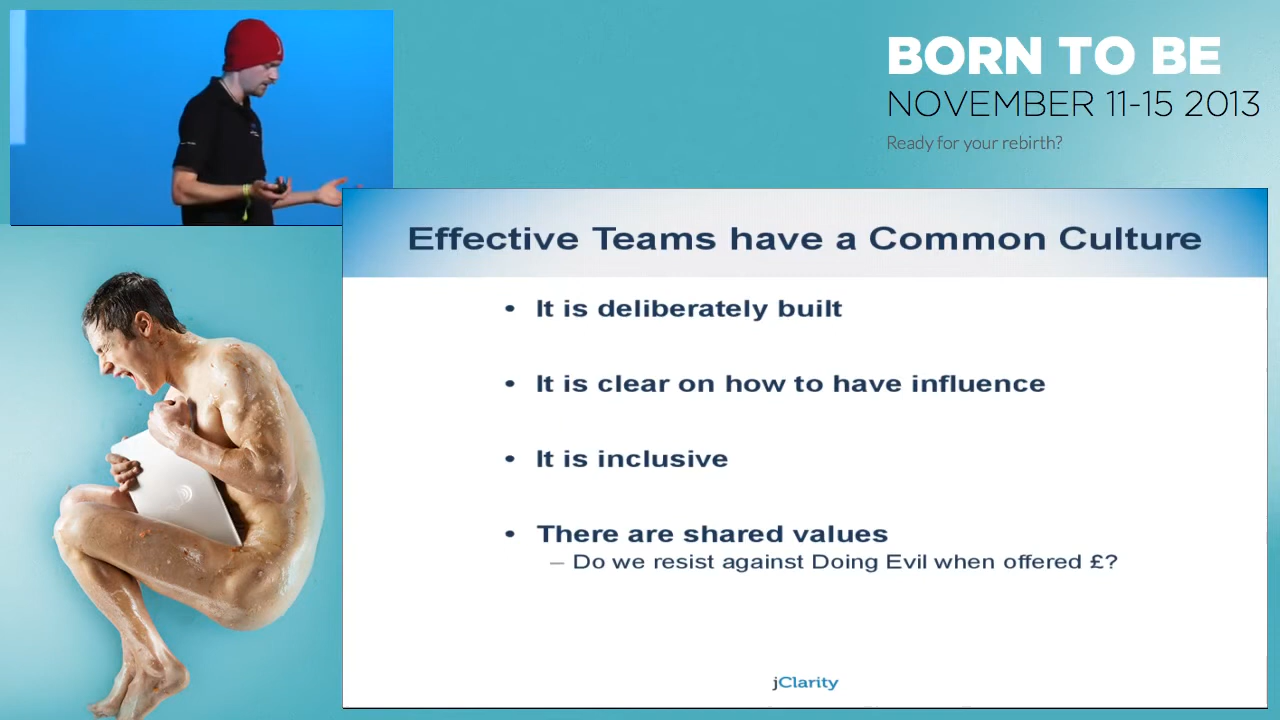 BORN TO BE
NOVEMBER 11-15 2013
Ready for your rebirth?
Effective Teams have a Common Culture
• It is deliberately built
• It is clear on how to have influence
• It is inclusive
• There are shared values
– Do we resist against Doing Evil when offered £?
jClarity